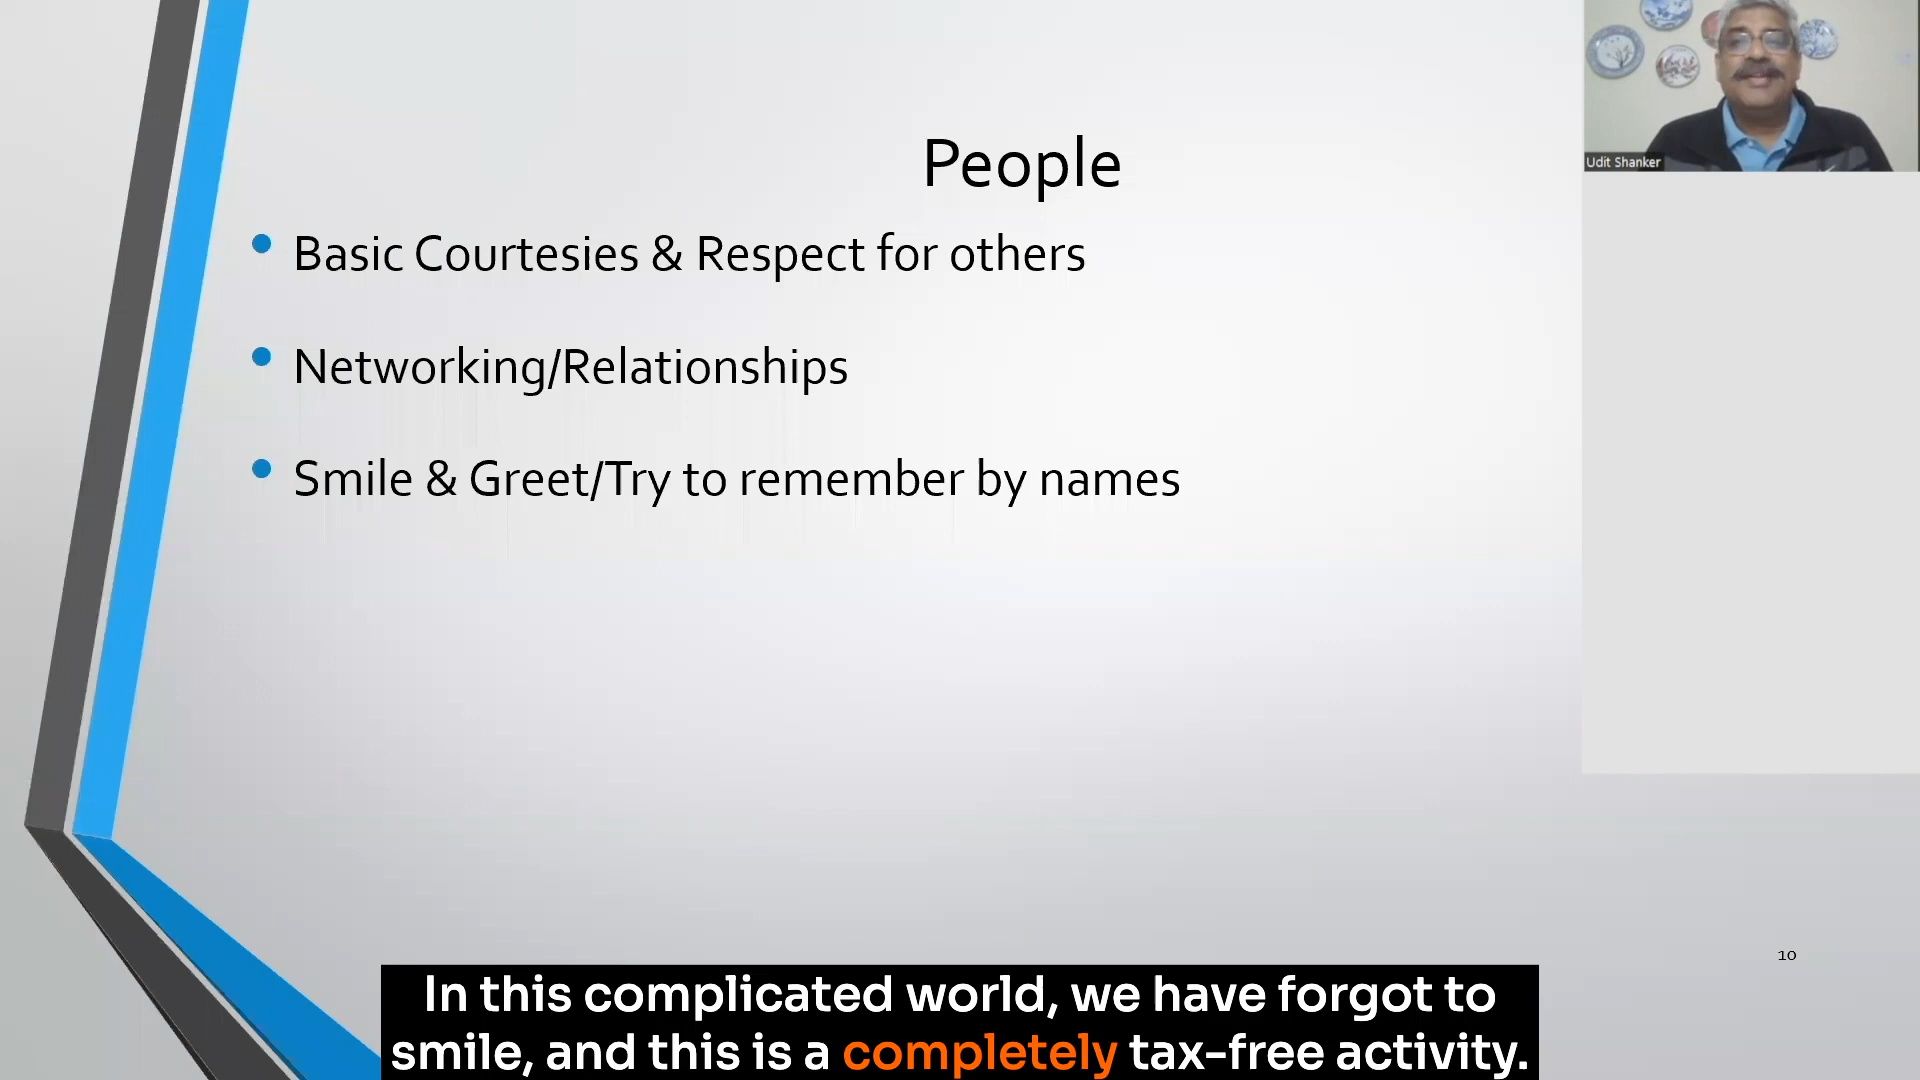 People
Udit Shanker
• Basic Courtesies & Respect for others
• Networking/Relationships
• Smile & Greet/Try to remember by names
10
In this complicated world, we have forgot to
smile, and this is a completely tax-free activity.